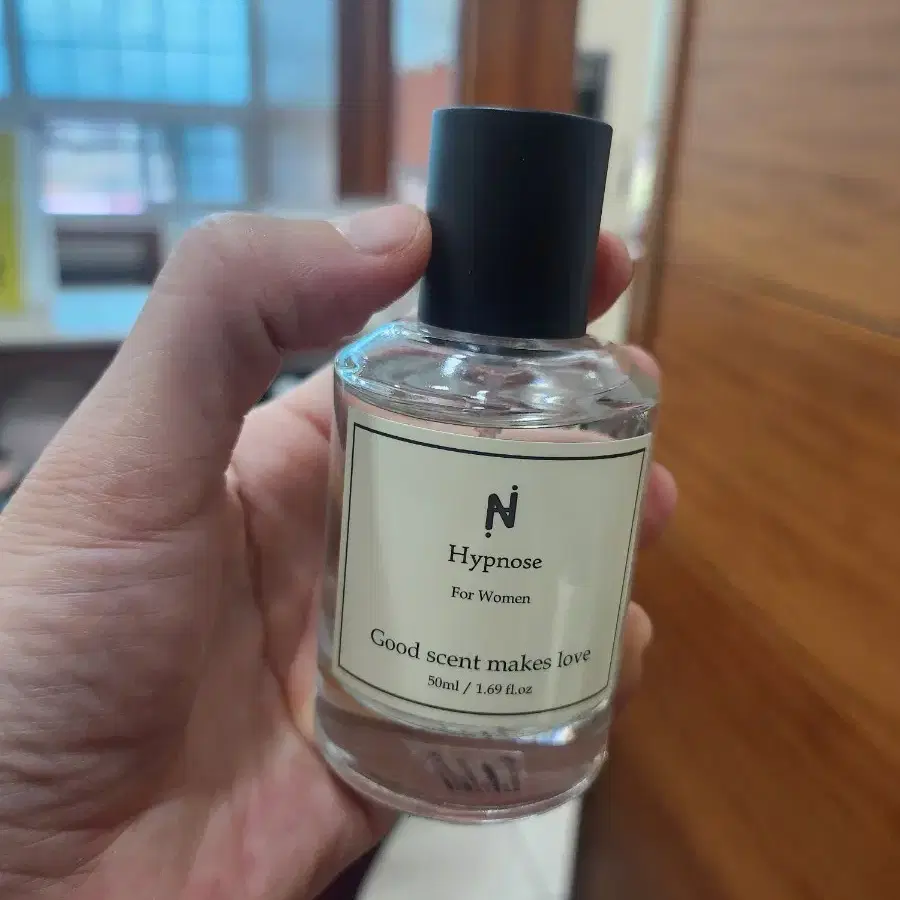 N
Hypnose
For Women
Good scent makes love
50ml / 1.69 fl.oz